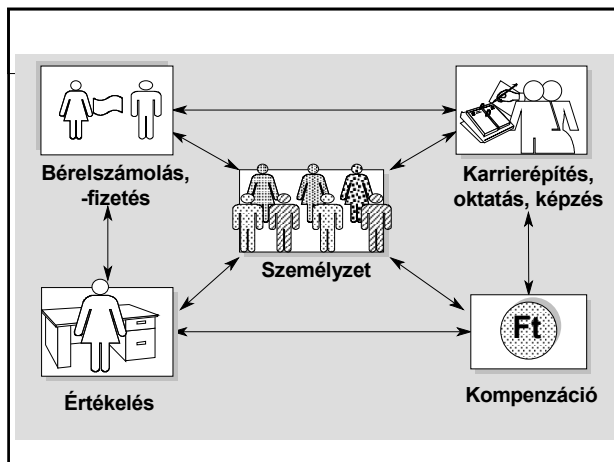 Bérelszámolás,
-fizetés
Karrierépítés,
oktatás, képzés
Személyzet
Ft
Értékelés
Kompenzáció